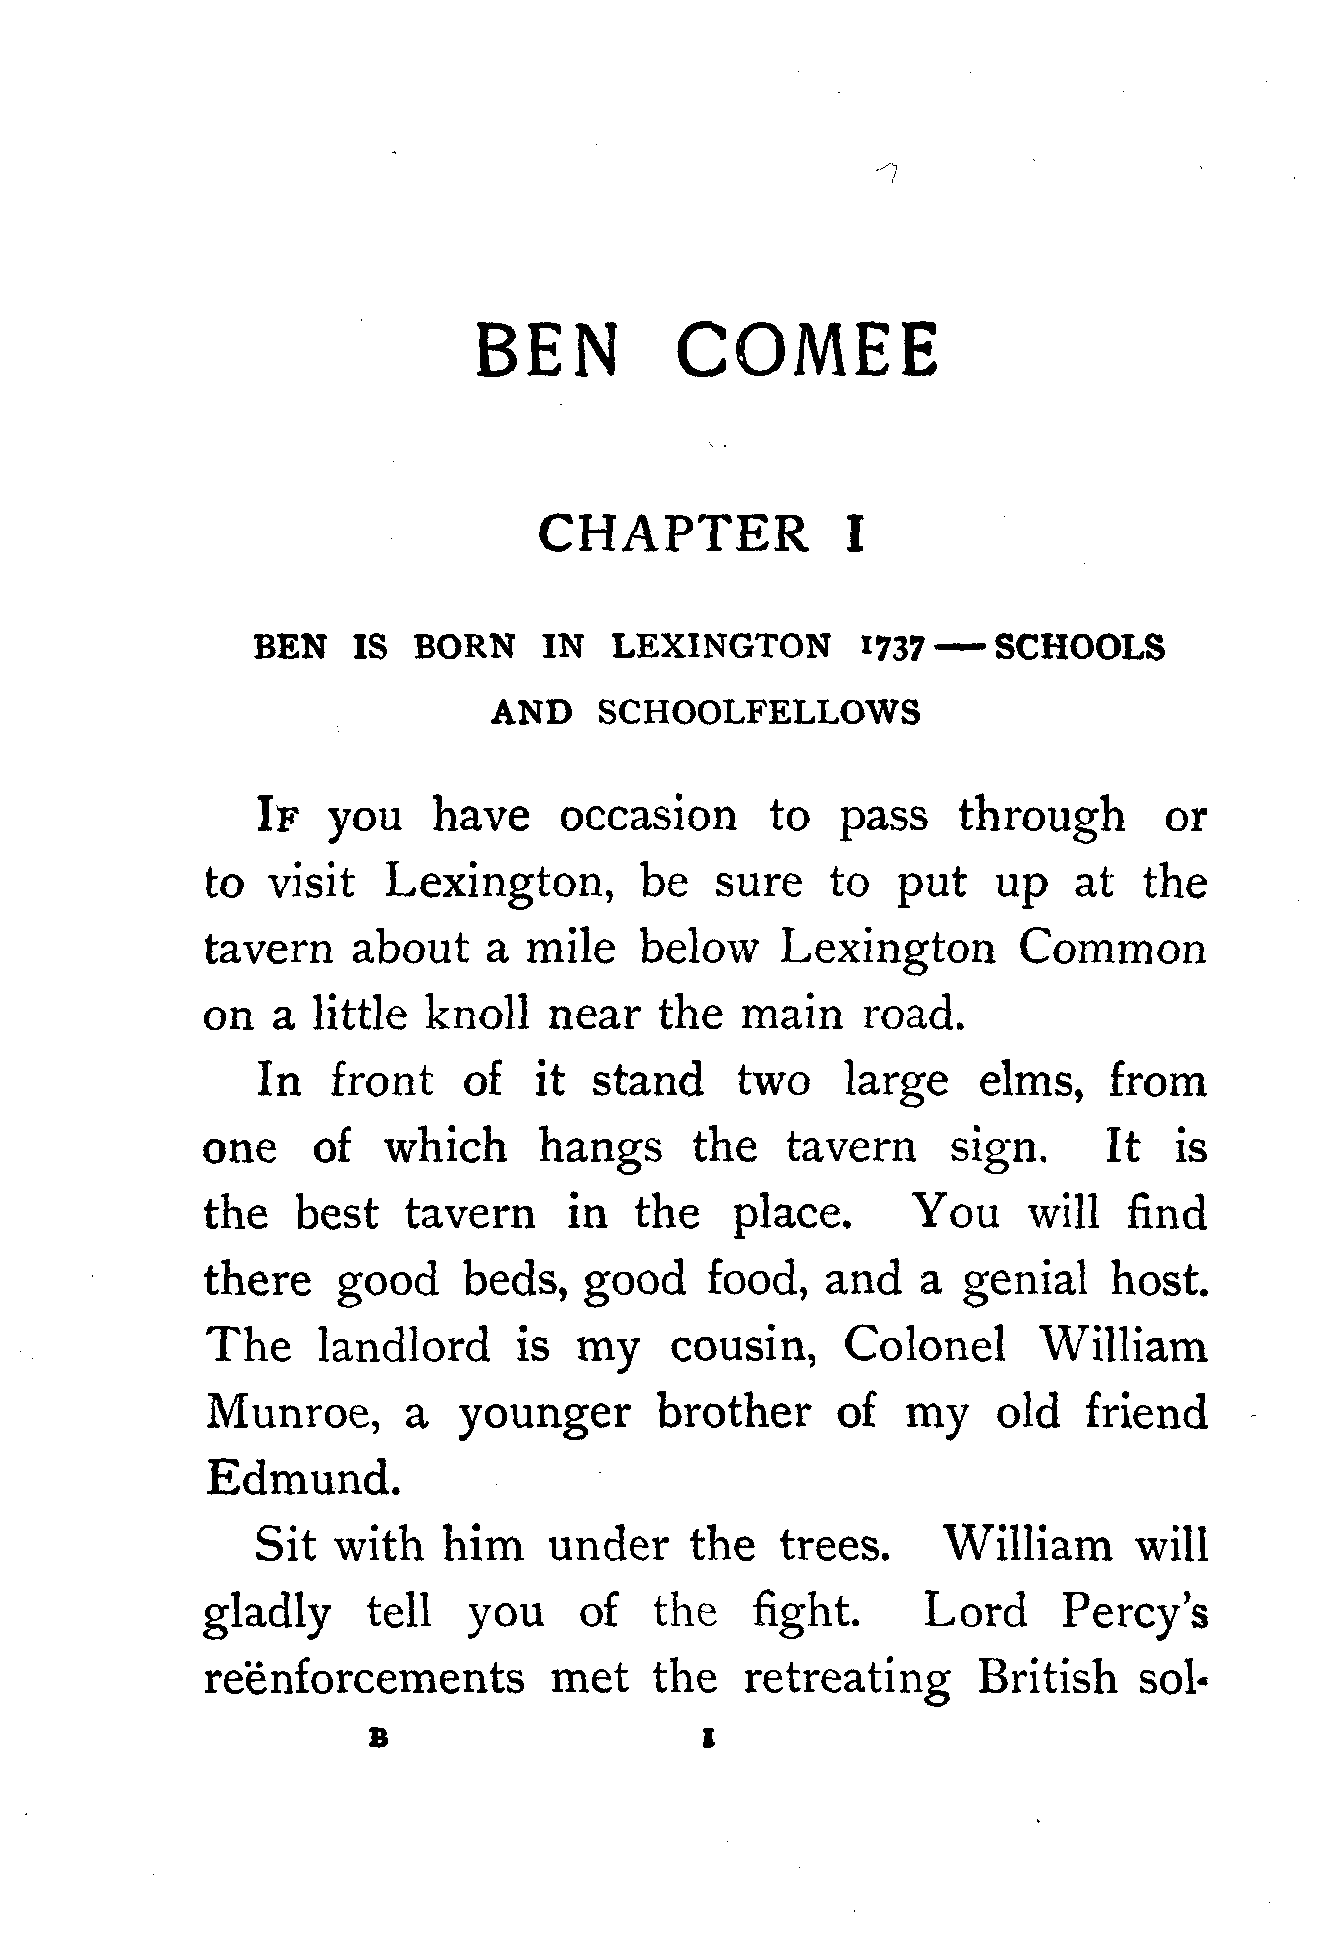 BEN COMEE
CHAPTER I
BEN IS BORN IN LEXINGTON 1737—SCHOOLS
AND SCHOOLFELLOWS
IF you have occasion to pass through or
to visit Lexington, be sure to put up at the
tavern about a mile below Lexington Common
on a little knoll near the main road.
In front of it stand two large elms, from
one of which hangs the tavern sign. It is
the best tavern in the place. You will find
there good beds, good food, and a genial host.
The landlord is my cousin, Colonel William
Munroe, a younger brother of my old friend
Edmund.
Sit with him under the trees. William will
gladly tell you of the fight. Lord Percy's
reënforcements met the retreating British sol-
B 1